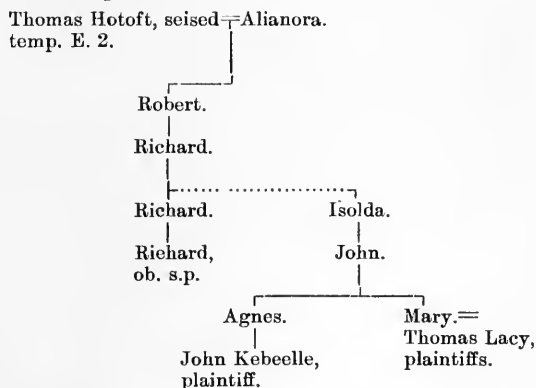 Thomas Hotoft, seised=Alianora.
temp. E. 2.
Robert.
Richard.
Richard. Isolda.
Riehard, John.
ob. s.p.
Agnes. Mary.=
Thomas Lacy,
John Kebeelle, plaintiffs.
plaintiff.